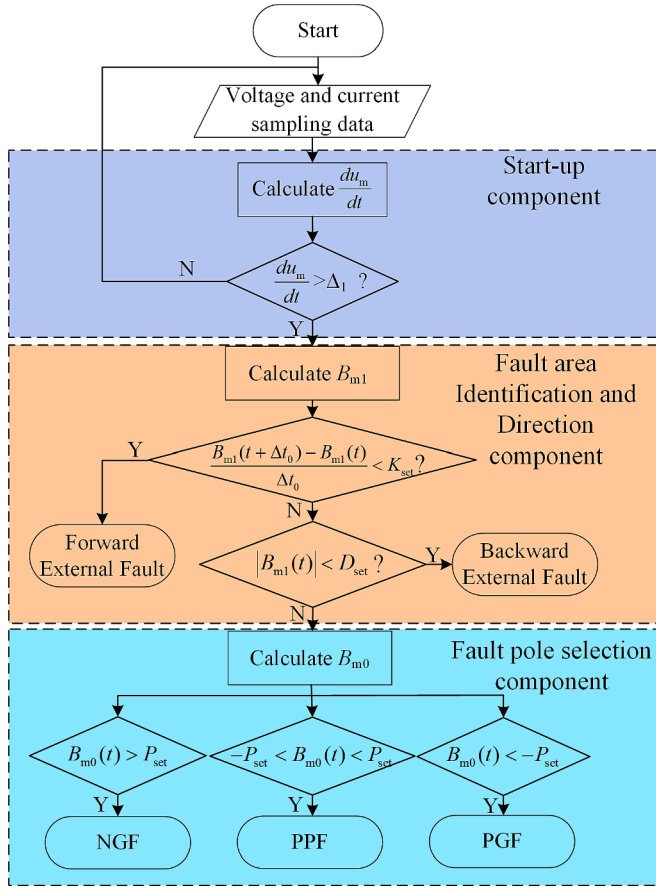 Start
Voltage and current
sampling data
Start-up
component
Calculate du_m/dt
du_m/dt > Δ_1 ?
N
Y
Calculate B_m1
Fault area
Identification and
Direction
component
Y
(B_m1(t + Δt_0) − B_m1(t))/Δt_0 < K_set ?
N
Forward
External Fault
|B_m1(t)| < D_set ?
Y
Backward
External Fault
N
Calculate B_m0
Fault pole selection
component
B_m0(t) > P_set
−P_set < B_m0(t) < P_set
B_m0(t) < −P_set
Y
Y
Y
NGF
PPF
PGF